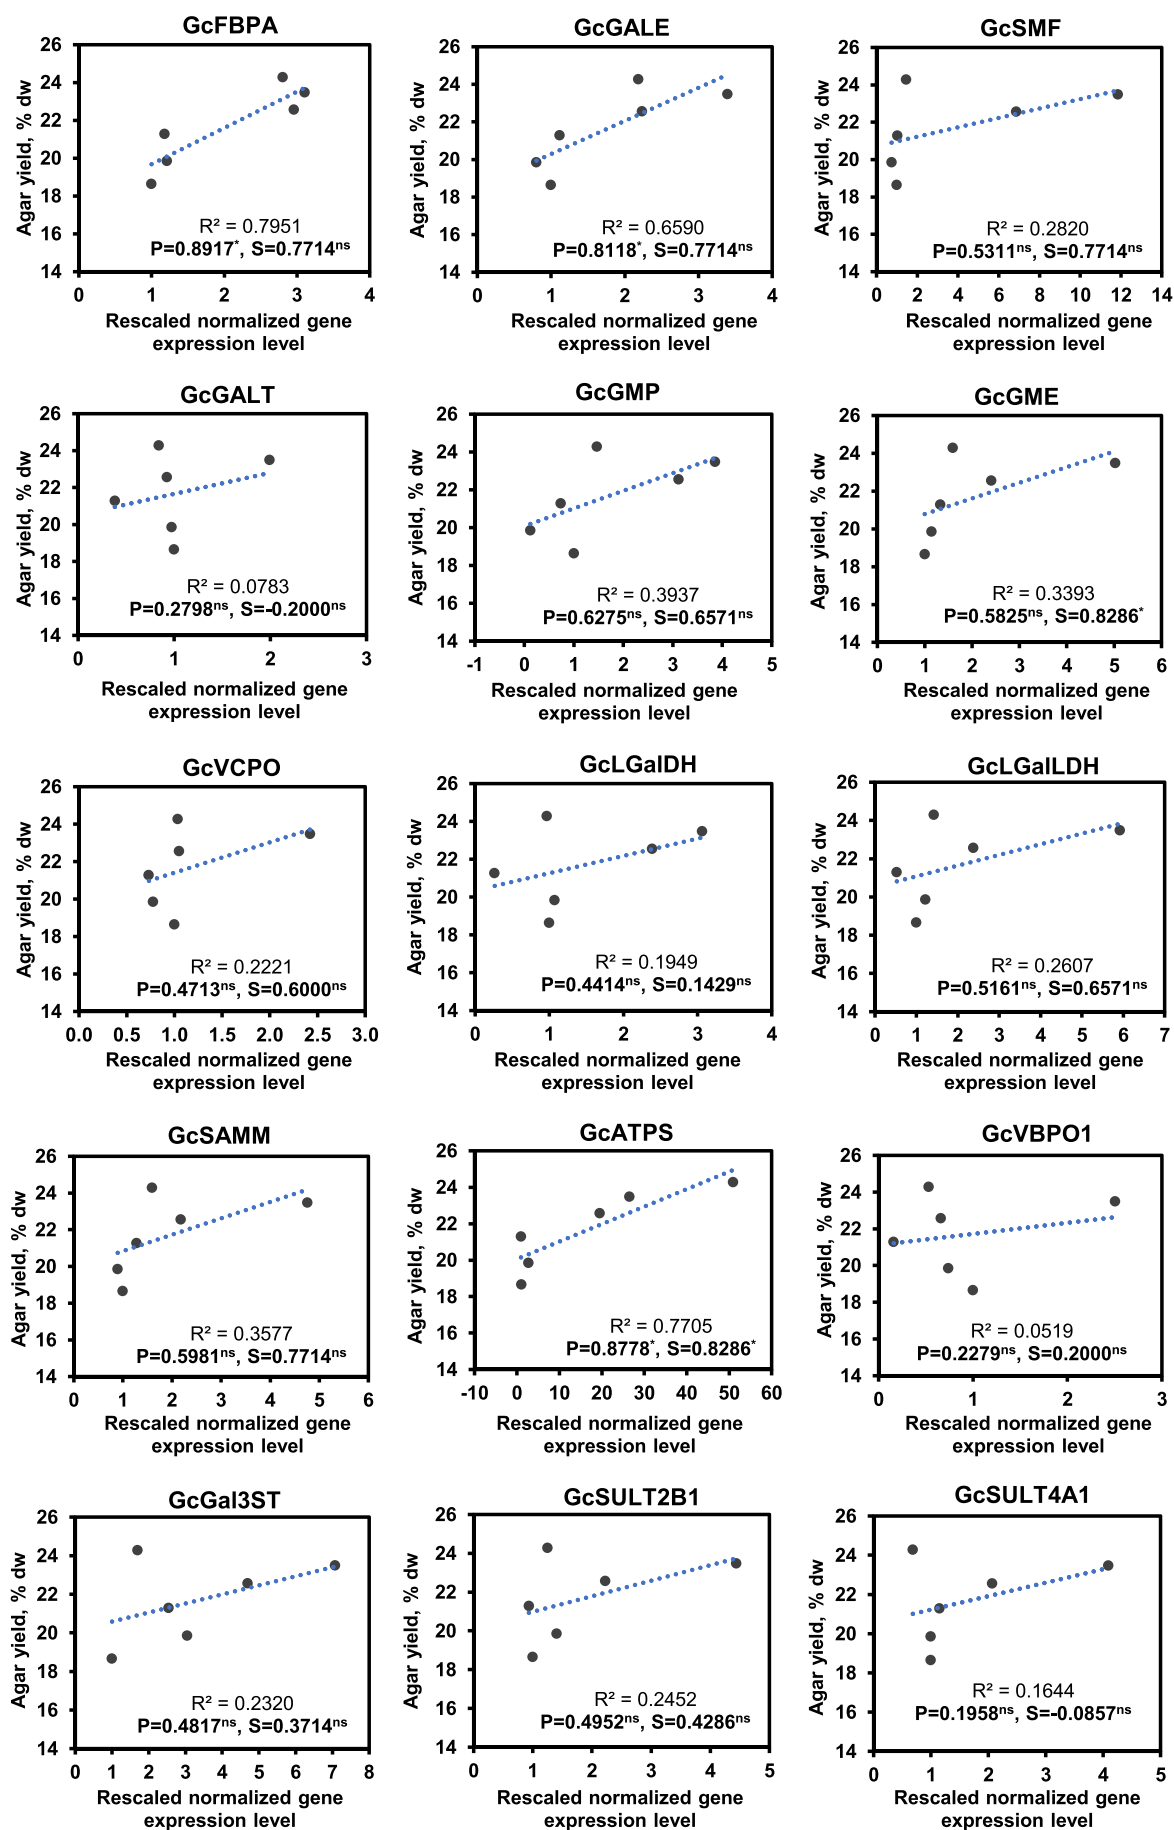 GcFBPA
Agar yield, % dw
26
24
22
20
18
16
14
R² = 0.7951
P=0.8917*, S=0.7714ns
0 1 2 3 4
Rescaled normalized gene
expression level
GcGALE
Agar yield, % dw
26
24
22
20
18
16
14
R² = 0.6590
P=0.8118*, S=0.7714ns
0 1 2 3 4
Rescaled normalized gene
expression level
GcSMF
Agar yield, % dw
26
24
22
20
18
16
14
R² = 0.2820
P=0.5311ns, S=0.7714ns
0 2 4 6 8 10 12 14
Rescaled normalized gene
expression level
GcGALT
Agar yield, % dw
26
24
22
20
18
16
14
R² = 0.0783
P=0.2798ns, S=-0.2000ns
0 1 2 3
Rescaled normalized gene
expression level
GcGMP
Agar yield, % dw
26
24
22
20
18
16
14
R² = 0.3937
P=0.6275ns, S=0.6571ns
-1 0 1 2 3 4 5
Rescaled normalized gene
expression level
GcGME
Agar yield, % dw
26
24
22
20
18
16
14
R² = 0.3393
P=0.5825ns, S=0.8286*
0 1 2 3 4 5 6
Rescaled normalized gene
expression level
GcVCPO
Agar yield, % dw
26
24
22
20
18
16
14
R² = 0.2221
P=0.4713ns, S=0.6000ns
0.0 0.5 1.0 1.5 2.0 2.5 3.0
Rescaled normalized gene
expression level
GcLGalDH
Agar yield, % dw
26
24
22
20
18
16
14
R² = 0.1949
P=0.4414ns, S=0.1429ns
0 1 2 3 4
Rescaled normalized gene
expression level
GcLGalLDH
Agar yield, % dw
26
24
22
20
18
16
14
R² = 0.2607
P=0.5161ns, S=0.6571ns
0 1 2 3 4 5 6 7
Rescaled normalized gene
expression level
GcSAMM
Agar yield, % dw
26
24
22
20
18
16
14
R² = 0.3577
P=0.5981ns, S=0.7714ns
0 1 2 3 4 5 6
Rescaled normalized gene
expression level
GcATPS
Agar yield, % dw
26
24
22
20
18
16
14
R² = 0.7705
P=0.8778*, S=0.8286*
-10 0 10 20 30 40 50 60
Rescaled normalized gene
expression level
GcVBPO1
Agar yield, % dw
26
24
22
20
18
16
14
R² = 0.0519
P=0.2279ns, S=0.2000ns
0 1 2 3
Rescaled normalized gene
expression level
GcGal3ST
Agar yield, % dw
26
24
22
20
18
16
14
R² = 0.2320
P=0.4817ns, S=0.3714ns
0 1 2 3 4 5 6 7 8
Rescaled normalized gene
expression level
GcSULT2B1
Agar yield, % dw
26
24
22
20
18
16
14
R² = 0.2452
P=0.4952ns, S=0.4286ns
0 1 2 3 4 5
Rescaled normalized gene
expression level
GcSULT4A1
Agar yield, % dw
26
24
22
20
18
16
14
R² = 0.1644
P=0.1958ns, S=-0.0857ns
0 1 2 3 4 5
Rescaled normalized gene
expression level